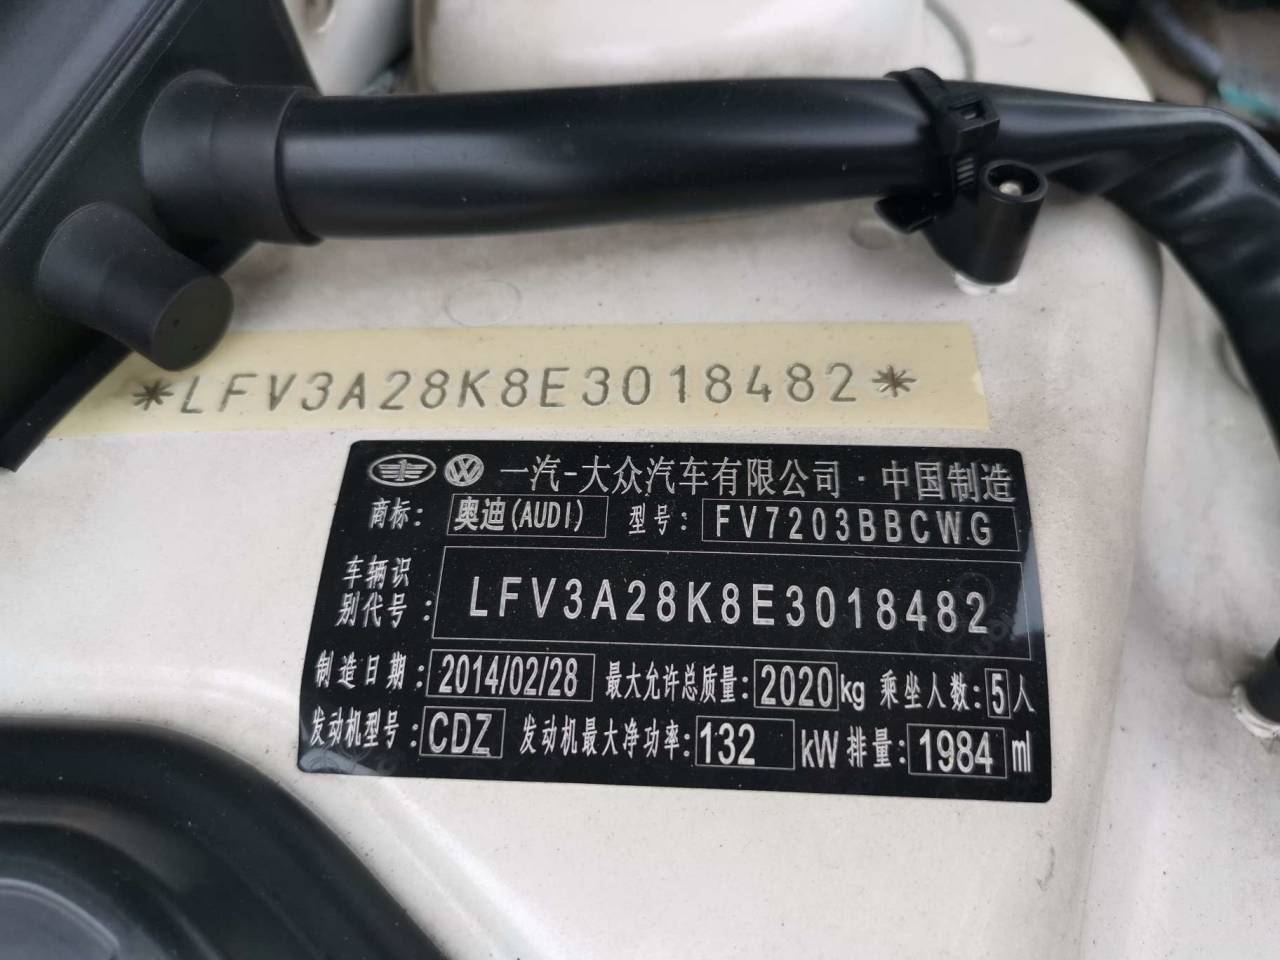 *LFV3A28K8E3018482*
一汽-大众汽车有限公司·中国制造
商标: 奥迪(AUDI) 型号: FV7203BBCWG
车辆识别代号: LFV3A28K8E3018482
制造日期: 2014/02/28 最大允许总质量: 2020kg 乘坐人数: 5人
发动机型号: CDZ 发动机最大净功率: 132 kW 排量: 1984 ml